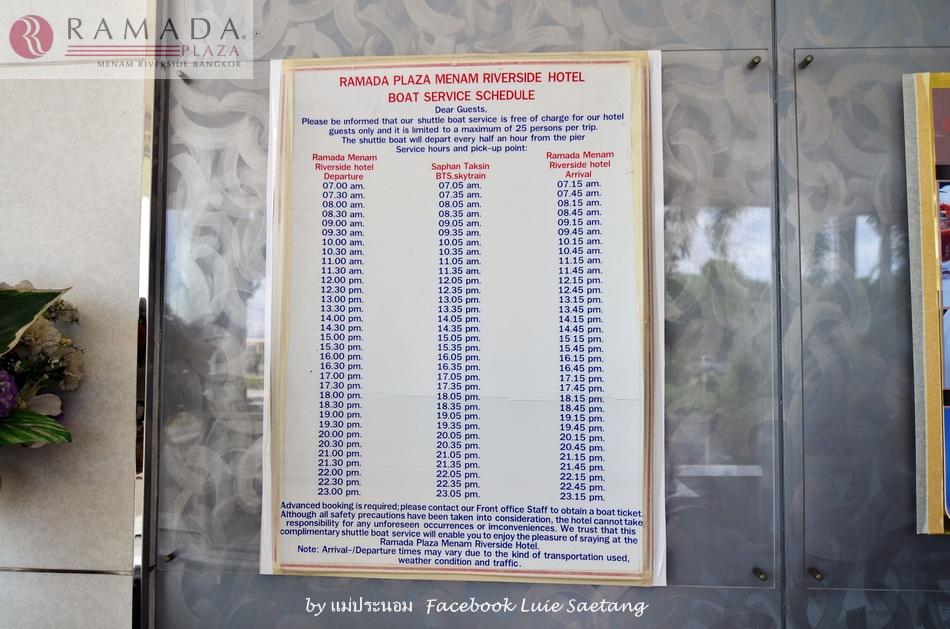 RAMADA
PLAZA
MENAM RIVERSIDE BANGKOK
RAMADA PLAZA MENAM RIVERSIDE HOTEL
BOAT SERVICE SCHEDULE
Dear Guests,
Please be informed that our shuttle boat service is free of charge for our hotel
guests only and it is limited to a maximum of 25 persons per trip.
The shuttle boat will depart every half an hour from the pier
Service hours and pick-up point:
Ramada Menam Riverside hotel Departure Saphan Taksin BTS.skytrain Ramada Menam Riverside hotel Arrival
07.00 am. 07.05 am. 07.15 am.
07.30 am. 07.35 am. 07.45 am.
08.00 am. 08.05 am. 08.15 am.
08.30 am. 08.35 am. 08.45 am.
09.00 am. 09.05 am. 09.15 am.
09.30 am. 09.35 am. 09.45 am.
10.00 am. 10.05 am. 10.15 am.
10.30 am. 10.35 am. 10.45 am.
11.00 am. 11.05 am. 11.15 am.
11.30 am. 11.35 am. 11.45 am.
12.00 pm. 12.05 pm. 12.15 pm.
12.30 pm. 12.35 pm. 12.45 pm.
13.00 pm. 13.05 pm. 13.15 pm.
13.30 pm. 13.35 pm. 13.45 pm.
14.00 pm. 14.05 pm. 14.15 pm.
14.30 pm. 14.35 pm. 14.45 pm.
15.00 pm. 15.05 pm. 15 15 pm.
15.30 pm. 15.35 pm. 15.45 pm.
16.00 pm. 16.05 pm. 16.15 pm.
16.30 pm. 16.35 pm. 16.45 pm.
17.00 pm. 17.05 pm. 17.15 pm.
17.30 pm. 17.35 pm. 17.45 pm.
18.00 pm. 18.05 pm. 18.15 pm.
18.30 pm. 18.35 pm. 18.45 pm.
19.00 pm. 19.05 pm. 19.15 pm.
19.30 pm. 19.35 pm. 19.45 pm.
20.00 pm. 20.05 pm. 20.15 pm.
20.30 pm. 20.35 pm. 20.45 pm.
21.00 pm. 21.05 pm. 21.15 pm.
21.30 pm. 21.35 pm. 21.45 pm.
22.00 pm. 22.05 pm. 22.15 pm.
22.30 pm. 22.35 pm. 22.45 pm.
23.00 pm. 23.05 pm. 23.15 pm.
Advanced booking is required; please contact our Front office Staff to obtain a boat ticket.
Although all safety precautions have been taken into consideration, the hotel cannot take
responsibility for any unforeseen occurrences or imconveniences. We trust that this
complimentary shuttle boat service will enable you to enjoy the pleasure of sraying at the
Ramada Plaza Menam Riverside Hotel.
Note: Arrival-/Departure times may vary due to the kind of transportation used,
weather condition and traffic.
by แม่ประนอม Facebook Luie Saetang